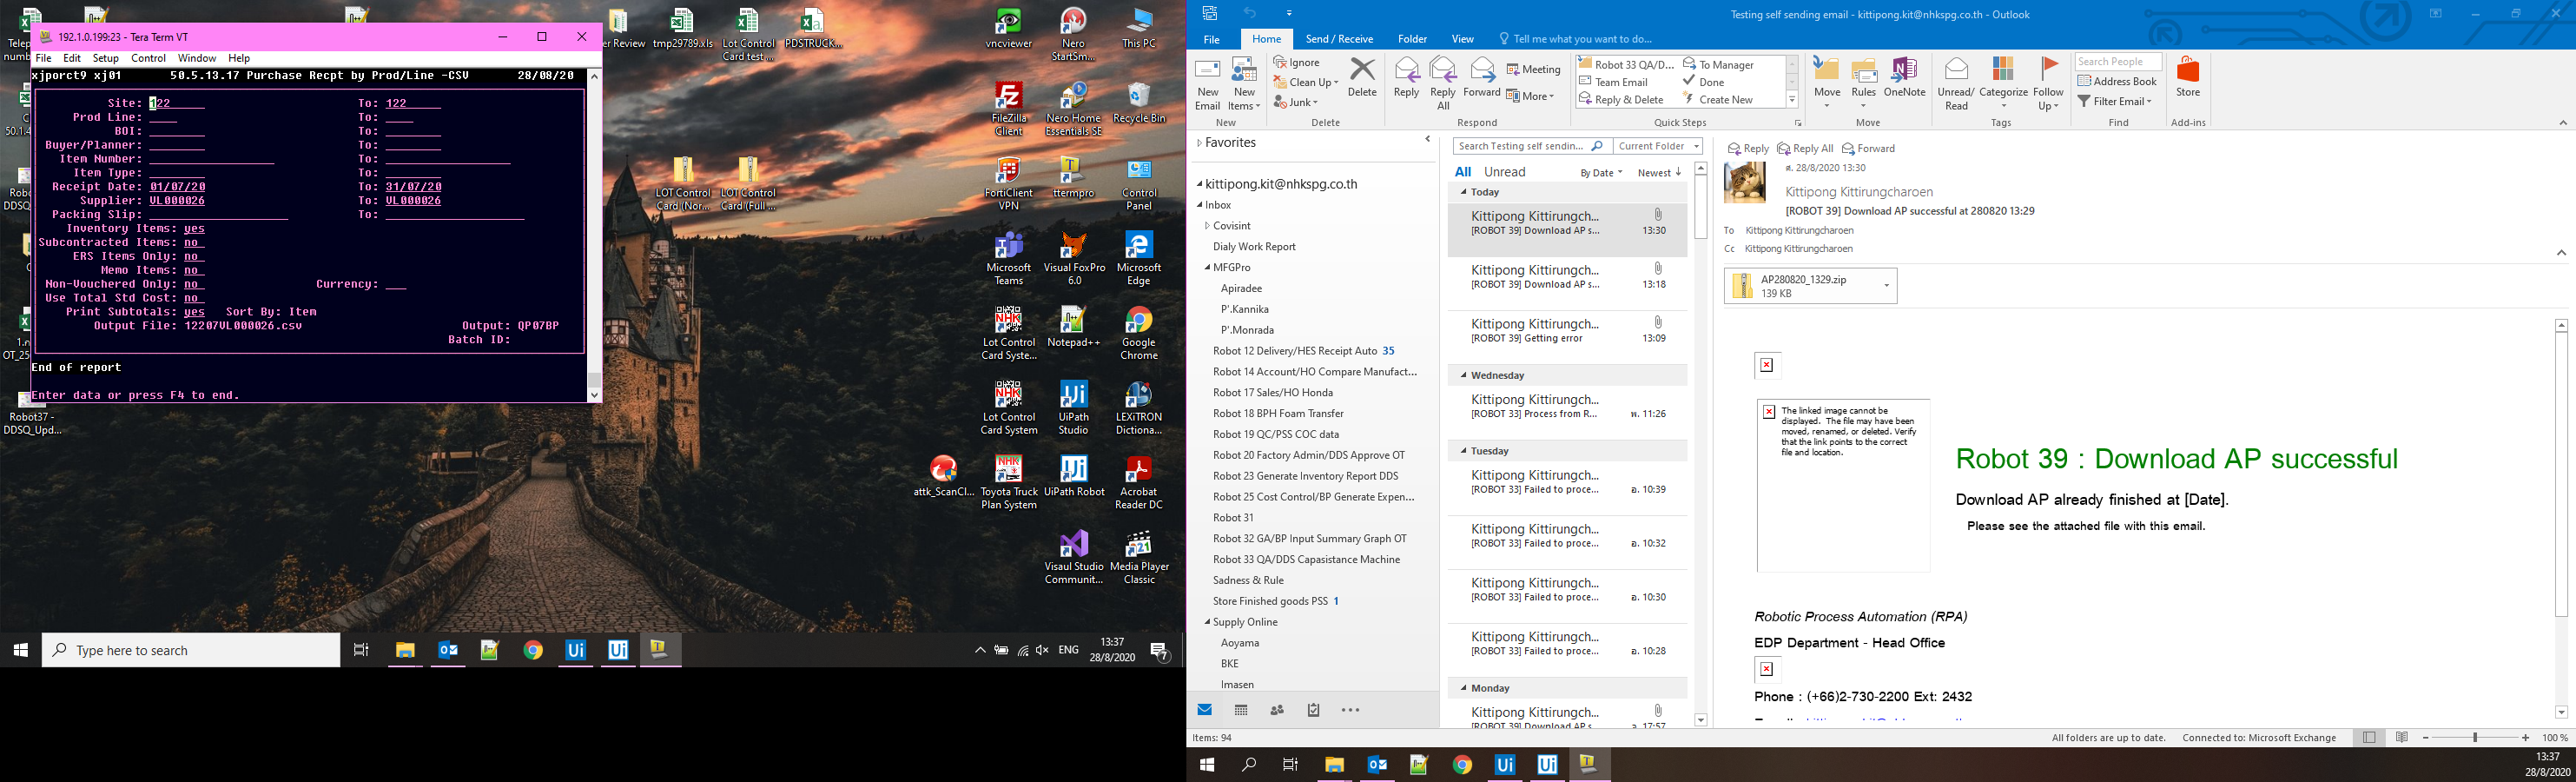 192.1.0.199:23 - Tera Term VT
File Edit Setup Control Window Help
xjporct9 xj01 50.5.13.17 Purchase Recpt by Prod/Line -CSV 28/08/20
Site: 122 To: 122
Prod Line: To:
BOI: To:
Buyer/Planner: To:
Item Number: To:
Item Type: To:
Receipt Date: 01/07/20 To: 31/07/20
Supplier: VL000026 To: VL000026
Packing Slip: To:
Inventory Items: yes
Subcontracted Items: no
ERS Items Only: no
Memo Items: no
Non-Vouchered Only: no Currency:
Use Total Std Cost: no
Print Subtotals: yes Sort By: Item
Output File: 12207VL000026.csv Output: QP07BP
Batch ID:
End of report
Enter data or press F4 to end.
Robot37 -
DDSQ_Upd...
er Review
tmp29789.xls
Lot Control
Card test ...
PDSTRUCK...
LOT Control
Card (Nor...
LOT Control
Card (Full ...
vncviewer
Nero
StartSm...
This PC
FileZilla
Client
Nero Home
Essentials SE
Recycle Bin
FortiClient
VPN
ttermpro
Control
Panel
Microsoft
Teams
Visual FoxPro
6.0
Microsoft
Edge
Lot Control
Card Syste...
Notepad++
Google
Chrome
Lot Control
Card System
UiPath
Studio
LEXiTRON
Dictiona...
attk_ScanCl...
Toyota Truck
Plan System
UiPath Robot
Acrobat
Reader DC
Visaul Studio
Communit...
Media Player
Classic
Type here to search
ENG
13:37
28/8/2020
7
Testing self sending email - kittipong.kit@nhkspg.co.th - Outlook
File Home Send / Receive Folder View Tell me what you want to do...
New
Email
New
Items
New
Ignore
Clean Up
Junk
Delete
Delete
Reply
Reply
All
Forward
Meeting
More
Respond
Robot 33 QA/D...
Team Email
Reply & Delete
To Manager
Done
Create New
Quick Steps
Move
Rules
OneNote
Move
Unread/
Read
Categorize
Follow
Up
Tags
Search People
Address Book
Filter Email
Find
Store
Add-ins
Favorites
kittipong.kit@nhkspg.co.th
Inbox
Covisint
Dialy Work Report
MFGPro
Apiradee
P'.Kannika
P'.Monrada
Robot 12 Delivery/HES Receipt Auto 35
Robot 14 Account/HO Compare Manufact...
Robot 17 Sales/HO Honda
Robot 18 BPH Foam Transfer
Robot 19 QC/PSS COC data
Robot 20 Factory Admin/DDS Approve OT
Robot 23 Generate Inventory Report DDS
Robot 25 Cost Control/BP Generate Expen...
Robot 31
Robot 32 GA/BP Input Summary Graph OT
Robot 33 QA/DDS Capasistance Machine
Sadness & Rule
Store Finished goods PSS 1
Supply Online
Aoyama
BKE
Imasen
Search Testing self sendin... Current Folder
All Unread By Date Newest
Today
Kittipong Kittirungch...
[ROBOT 39] Download AP s... 13:30
Kittipong Kittirungch...
[ROBOT 39] Download AP s... 13:18
Kittipong Kittirungch...
[ROBOT 39] Getting error 13:09
Wednesday
Kittipong Kittirungch...
[ROBOT 33] Process from R... พ. 11:26
Tuesday
Kittipong Kittirungch...
[ROBOT 33] Failed to proce... อ. 10:39
Kittipong Kittirungch...
[ROBOT 33] Failed to proce... อ. 10:32
Kittipong Kittirungch...
[ROBOT 33] Failed to proce... อ. 10:30
Kittipong Kittirungch...
[ROBOT 33] Failed to proce... อ. 10:28
Monday
Kittipong Kittirungch...
[ROBOT 39] Download AP s... จ. 17:57
Reply Reply All Forward
ศ. 28/8/2020 13:30
Kittipong Kittirungcharoen
[ROBOT 39] Download AP successful at 280820 13:29
To Kittipong Kittirungcharoen
Cc Kittipong Kittirungcharoen
AP280820_1329.zip
139 KB
The linked image cannot be
displayed. The file may have been
moved, renamed, or deleted. Verify
that the link points to the correct
file and location.
Robot 39 : Download AP successful
Download AP already finished at [Date].
Please see the attached file with this email.
Robotic Process Automation (RPA)
EDP Department - Head Office
Phone : (+66)2-730-2200 Ext: 2432
Items: 94
All folders are up to date. Connected to: Microsoft Exchange 100 %
13:37
28/8/2020